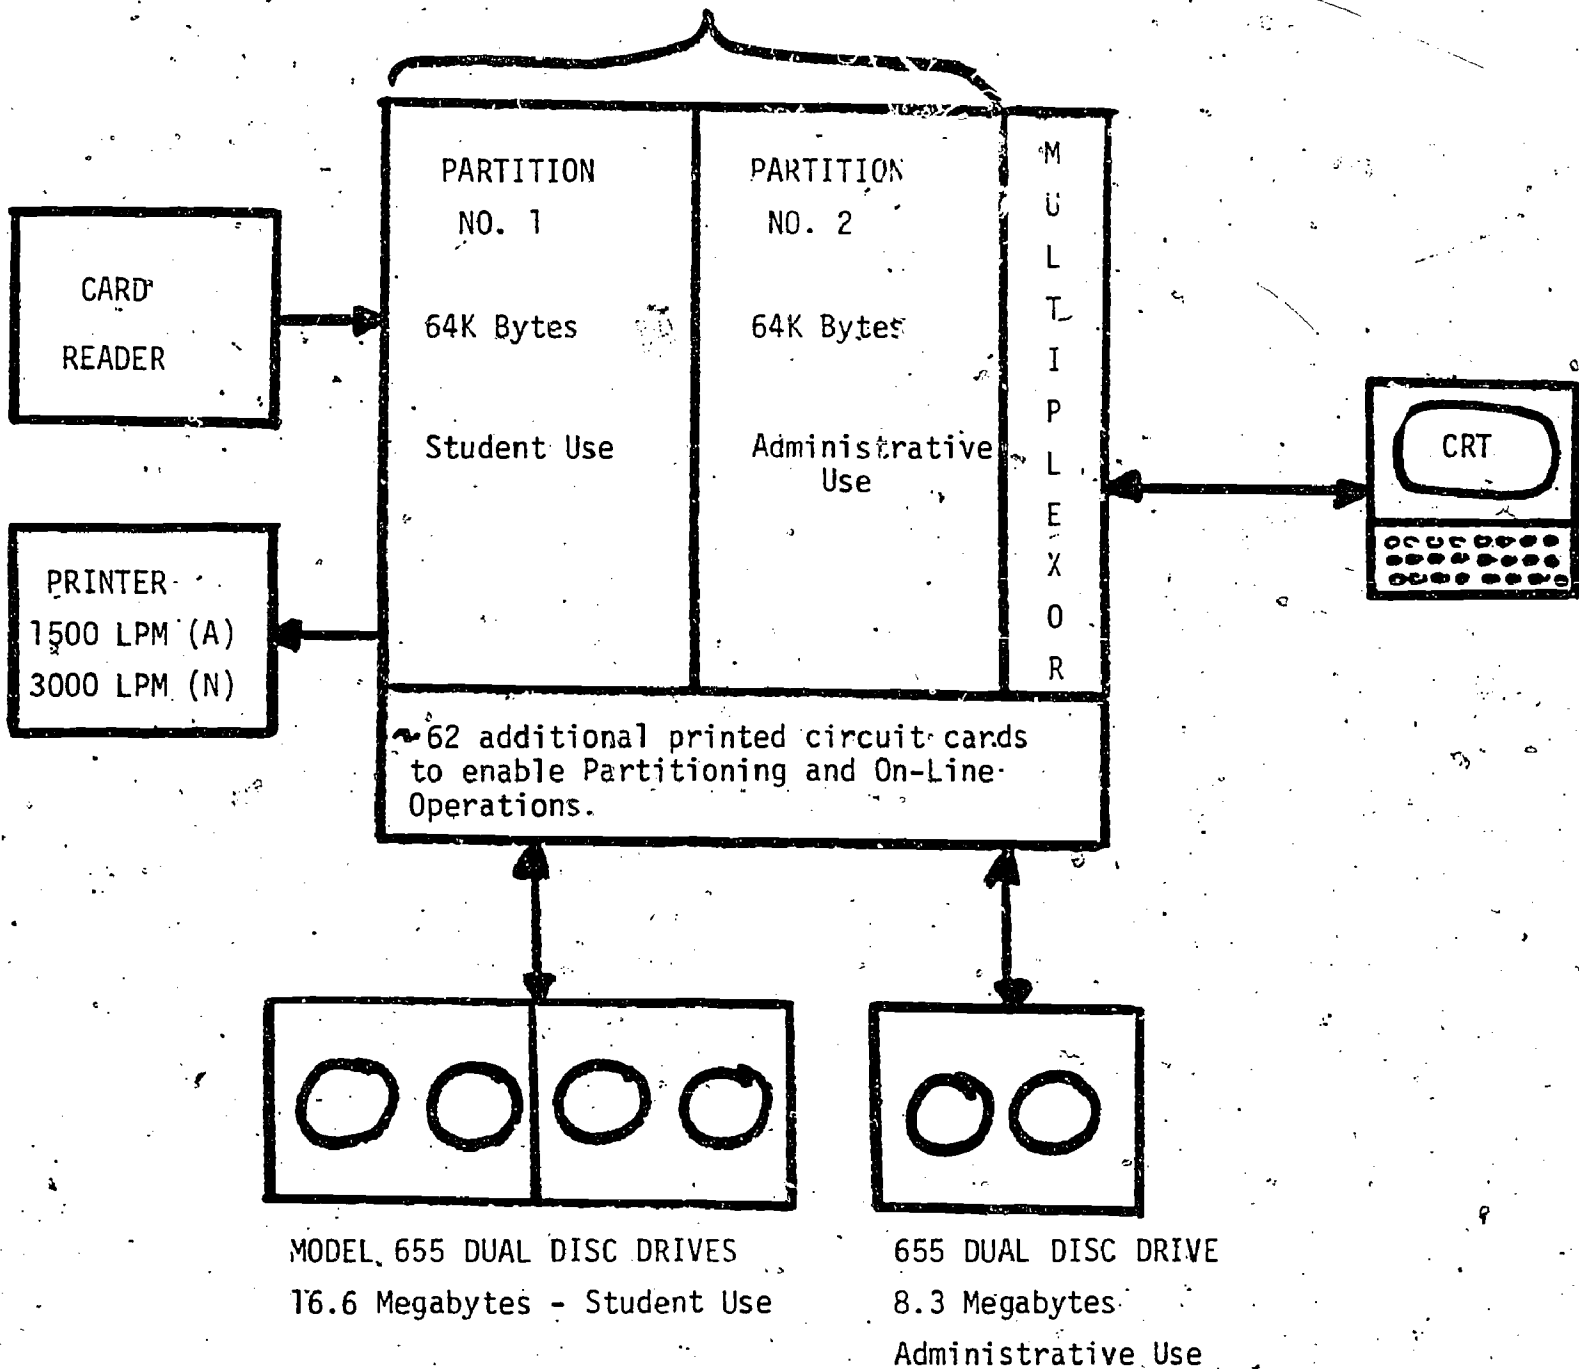 PARTITION
NO. 1
64K Bytes
Student Use
PARTITION
NO. 2
64K Bytes
Administrative
Use
MULTIPLEXOR
CARD
READER
PRINTER
1500 LPM (A)
3000 LPM (N)
CRT
~62 additional printed circuit cards
to enable Partitioning and On-Line
Operations.
MODEL 655 DUAL DISC DRIVES
16.6 Megabytes - Student Use
655 DUAL DISC DRIVE
8.3 Megabytes
Administrative Use